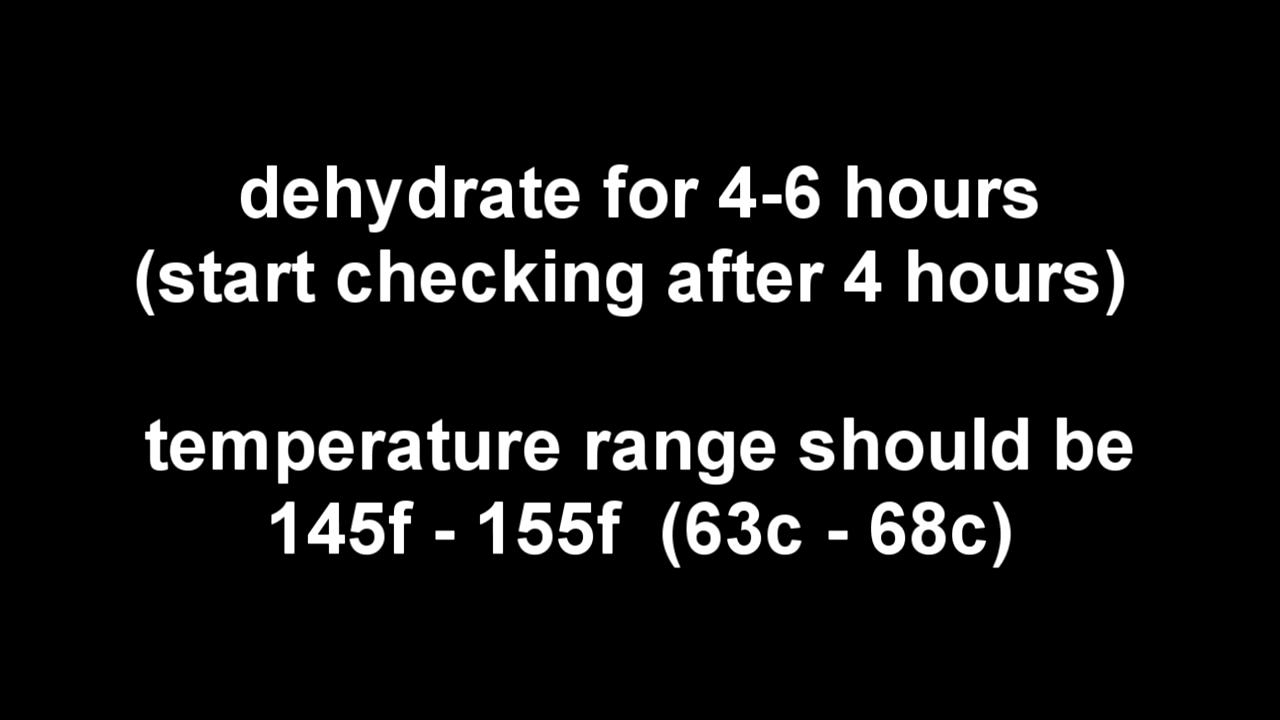 dehydrate for 4-6 hours
(start checking after 4 hours)
temperature range should be
145f - 155f  (63c - 68c)